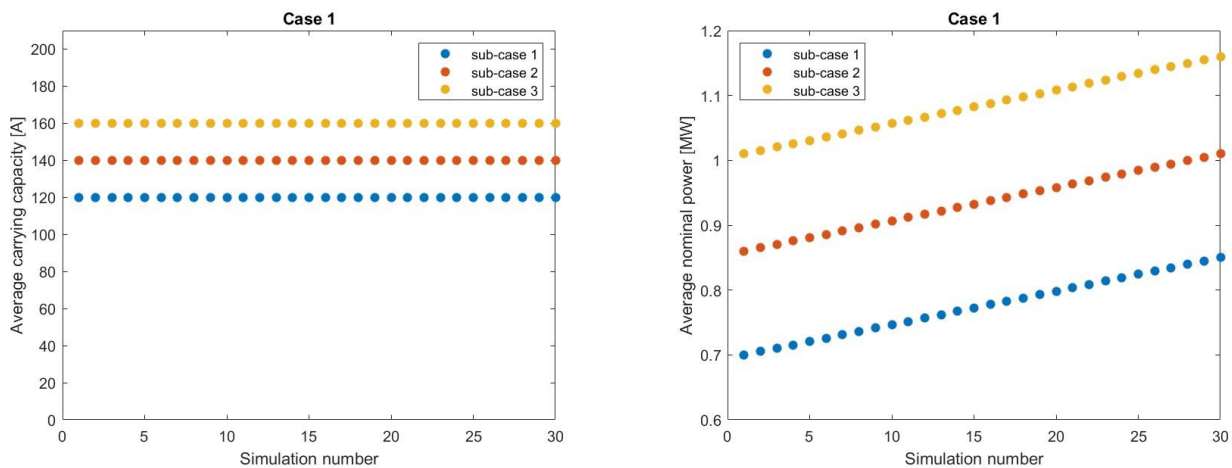 Case 1
Average carrying capacity [A]
200
180
160
140
120
100
80
60
40
20
0
sub-case 1
sub-case 2
sub-case 3
0 5 10 15 20 25 30
Simulation number
Case 1
Average nominal power [MW]
1.2
1.1
1
0.9
0.8
0.7
0.6
sub-case 1
sub-case 2
sub-case 3
0 5 10 15 20 25 30
Simulation number